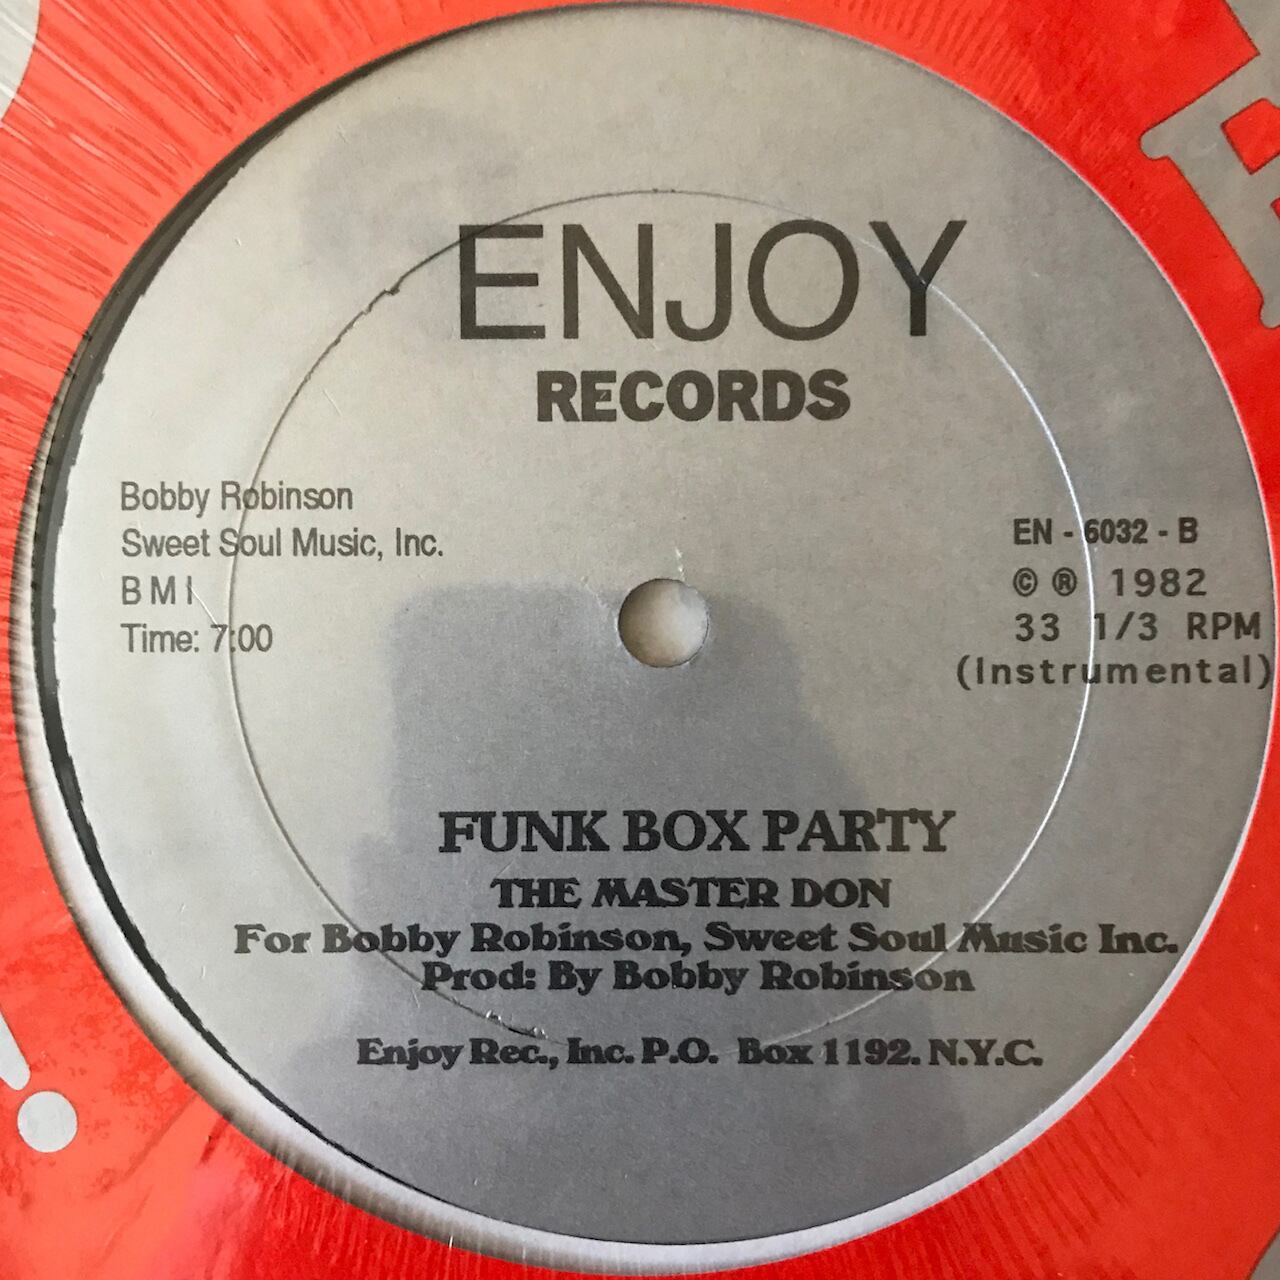 ENJOY
RECORDS
Bobby Robinson
Sweet Soul Music, Inc.
B M I
Time: 7:00
EN - 6032 - B
© ® 1982
33 1/3 RPM
(Instrumental)
FUNK BOX PARTY
THE MASTER DON
For Bobby Robinson, Sweet Soul Music Inc.
Prod: By Bobby Robinson
Enjoy Rec., Inc. P.O. Box 1192. N.Y.C.